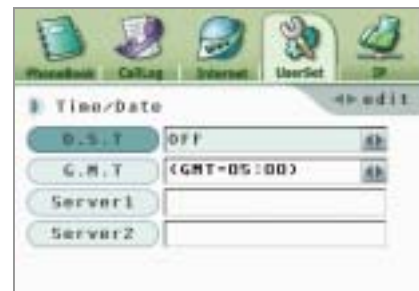 PhoneBook CallLog Internet UserSet IP
Time/Date
edit
D.S.T OFF
G.M.T (GMT-05:00)
Server1
Server2